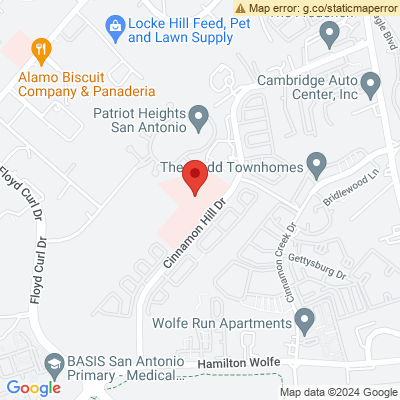 Map error: g.co/staticmaperror
Locke Hill Feed, Pet
and Lawn Supply
Alamo Biscuit
Company & Panaderia
Cambridge Auto
Center, Inc
Patriot Heights
San Antonio
Townhomes
Bridlewood Ln
Floyd Curl Dr
Floyd Curl Dr
Cinnamon Hill Dr
Cinnamon Creek Dr
Gettysburg Dr
Wolfe Run Apartments
BASIS San Antonio
Primary - Medical...
Hamilton Wolfe
Google
Map data ©2024 Google